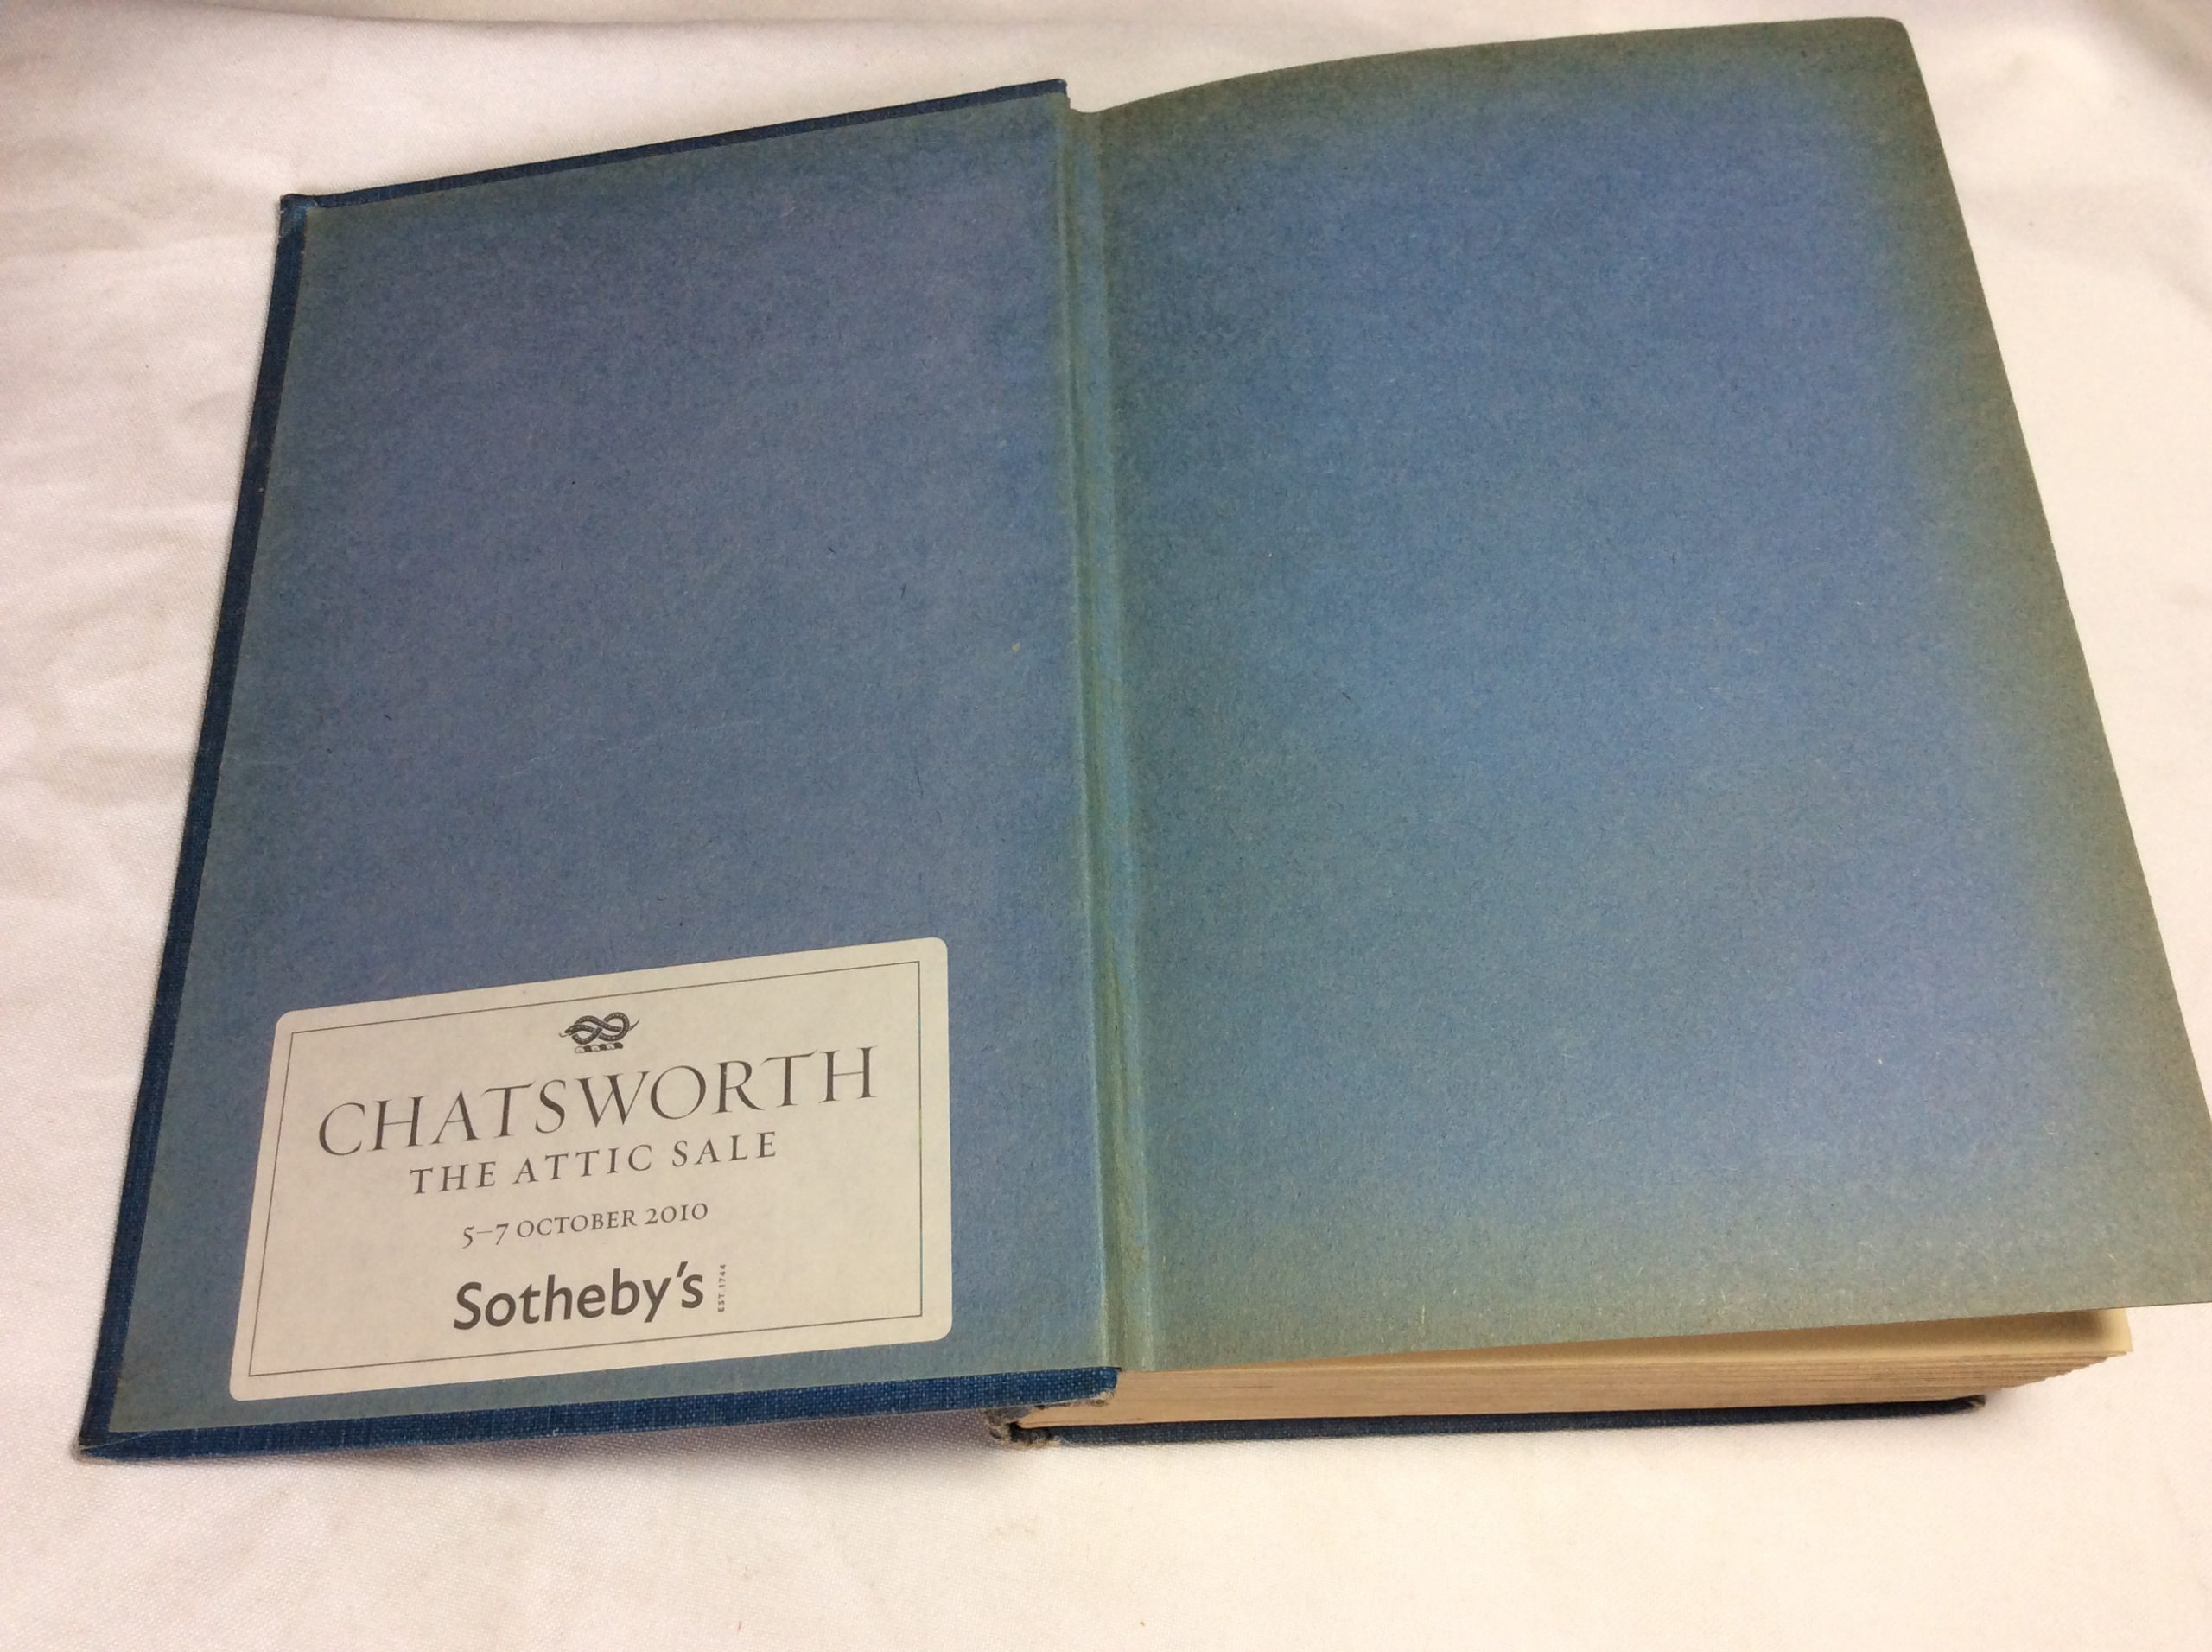 CHATSWORTH
THE ATTIC SALE
5–7 OCTOBER 2010
Sotheby's EST 1744